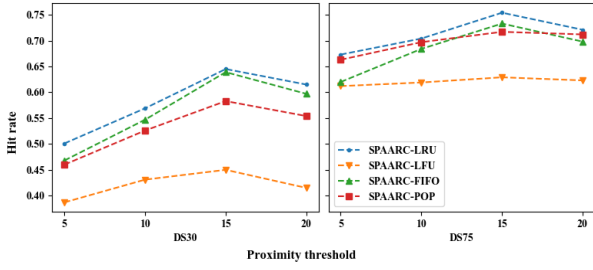 0.75
0.70
0.65
0.60
0.55
0.50
0.45
0.40
Hit rate
5 10 15 20
DS30
5 10 15 20
DS75
SPAARC-LRU
SPAARC-LFU
SPAARC-FIFO
SPAARC-POP
Proximity threshold